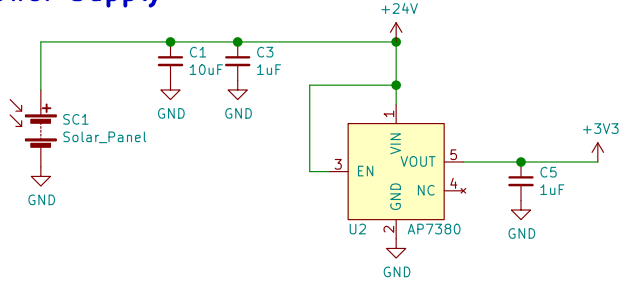 Supply
+24V
C1
10uF
C3
1uF
GND
GND
SC1
Solar_Panel
GND
1
VIN
3
EN
VOUT
5
+3V3
NC
4
GND
2
U2
AP7380
GND
C5
1uF
GND